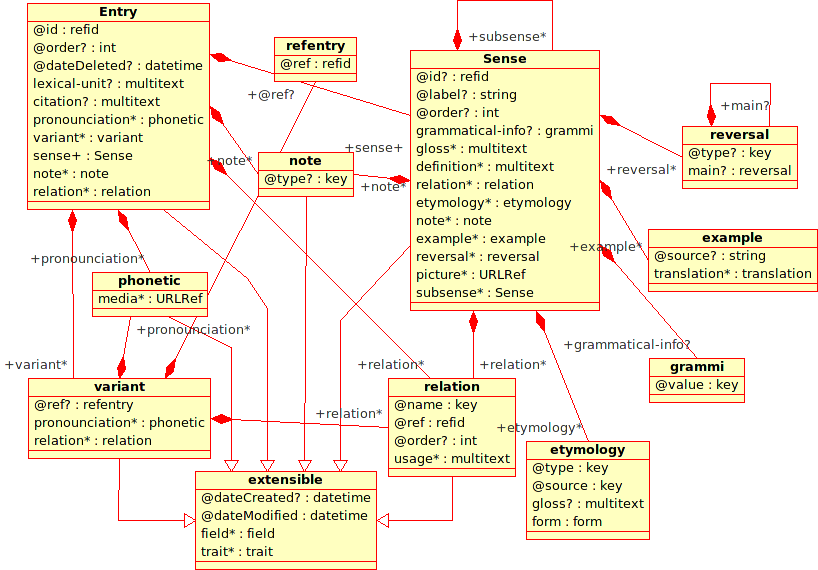 Entry
@id : refid
@order? : int
@dateDeleted? : datetime
lexical-unit? : multitext
citation? : multitext
pronounciation* : phonetic
variant* : variant
sense+ : Sense
note* : note
relation* : relation
refentry
@ref : refid
+@ref?
+subsense*
Sense
@id? : refid
@label? : string
@order? : int
grammatical-info? : grammi
gloss* : multitext
definition* : multitext
relation* : relation
etymology* : etymology
note* : note
example* : example
reversal* : reversal
picture* : URLRef
subsense* : Sense
+main?
reversal
@type? : key
main? : reversal
+reversal*
+sense+
+note*
note
@type? : key
+note*
example
@source? : string
translation* : translation
+example*
+pronounciation*
phonetic
media* : URLRef
+pronounciation*
+grammatical-info?
grammi
@value : key
+variant*
+relation*
+relation*
variant
@ref? : refentry
pronounciation* : phonetic
relation* : relation
+relation*
relation
@name : key
@ref : refid
@order? : int
usage* : multitext
+etymology*
etymology
@type : key
@source : key
gloss? : multitext
form : form
extensible
@dateCreated? : datetime
@dateModified : datetime
field* : field
trait* : trait